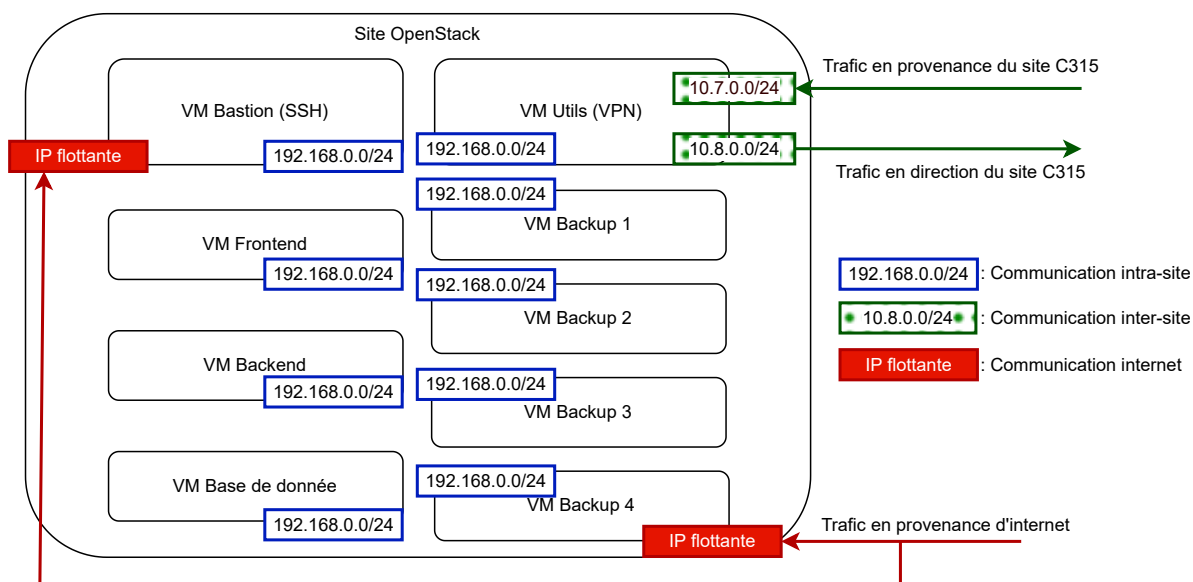 Site OpenStack
VM Bastion (SSH)
IP flottante
192.168.0.0/24
VM Utils (VPN)
10.7.0.0/24
192.168.0.0/24
10.8.0.0/24
Trafic en provenance du site C315
Trafic en direction du site C315
VM Frontend
192.168.0.0/24
192.168.0.0/24
VM Backup 1
VM Backend
192.168.0.0/24
192.168.0.0/24
VM Backup 2
192.168.0.0/24
VM Backup 3
VM Base de donnée
192.168.0.0/24
192.168.0.0/24
VM Backup 4
IP flottante
Trafic en provenance d'internet
192.168.0.0/24 : Communication intra-site
10.8.0.0/24 : Communication inter-site
IP flottante : Communication internet